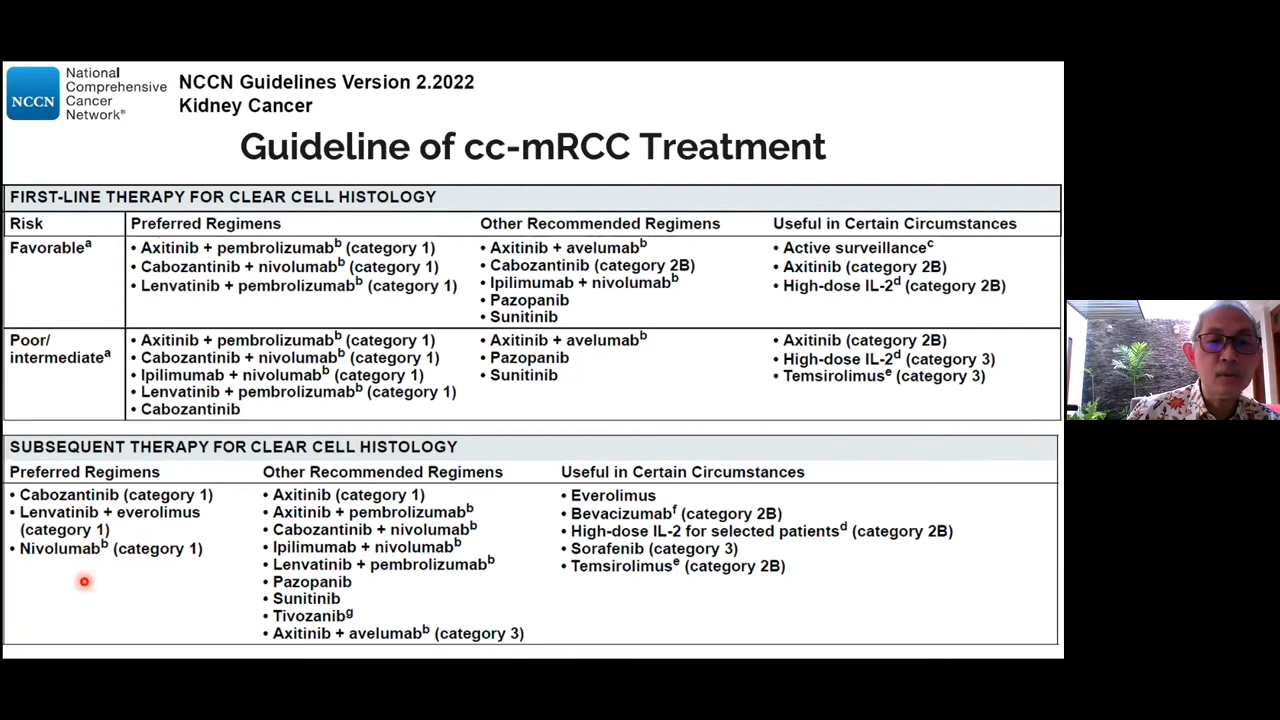 National
Comprehensive
Cancer
Network®
NCCN
NCCN Guidelines Version 2.2022
Kidney Cancer
Guideline of cc-mRCC Treatment
FIRST-LINE THERAPY FOR CLEAR CELL HISTOLOGY
Risk
Preferred Regimens
Other Recommended Regimens
Useful in Certain Circumstances
Favorableᵃ
• Axitinib + pembrolizumabᵇ (category 1)
• Cabozantinib + nivolumabᵇ (category 1)
• Lenvatinib + pembrolizumabᵇ (category 1)
• Axitinib + avelumabᵇ
• Cabozantinib (category 2B)
• Ipilimumab + nivolumabᵇ
• Pazopanib
• Sunitinib
• Active surveillanceᶜ
• Axitinib (category 2B)
• High-dose IL-2ᵈ (category 2B)
Poor/
intermediateᵃ
• Axitinib + pembrolizumabᵇ (category 1)
• Cabozantinib + nivolumabᵇ (category 1)
• Ipilimumab + nivolumabᵇ (category 1)
• Lenvatinib + pembrolizumabᵇ (category 1)
• Cabozantinib
• Axitinib + avelumabᵇ
• Pazopanib
• Sunitinib
• Axitinib (category 2B)
• High-dose IL-2ᵈ (category 3)
• Temsirolimusᵉ (category 3)
SUBSEQUENT THERAPY FOR CLEAR CELL HISTOLOGY
Preferred Regimens
Other Recommended Regimens
Useful in Certain Circumstances
• Cabozantinib (category 1)
• Lenvatinib + everolimus
(category 1)
• Nivolumabᵇ (category 1)
• Axitinib (category 1)
• Axitinib + pembrolizumabᵇ
• Cabozantinib + nivolumabᵇ
• Ipilimumab + nivolumabᵇ
• Lenvatinib + pembrolizumabᵇ
• Pazopanib
• Sunitinib
• Tivozanibᵍ
• Axitinib + avelumabᵇ (category 3)
• Everolimus
• Bevacizumabᶠ (category 2B)
• High-dose IL-2 for selected patientsᵈ (category 2B)
• Sorafenib (category 3)
• Temsirolimusᵉ (category 2B)